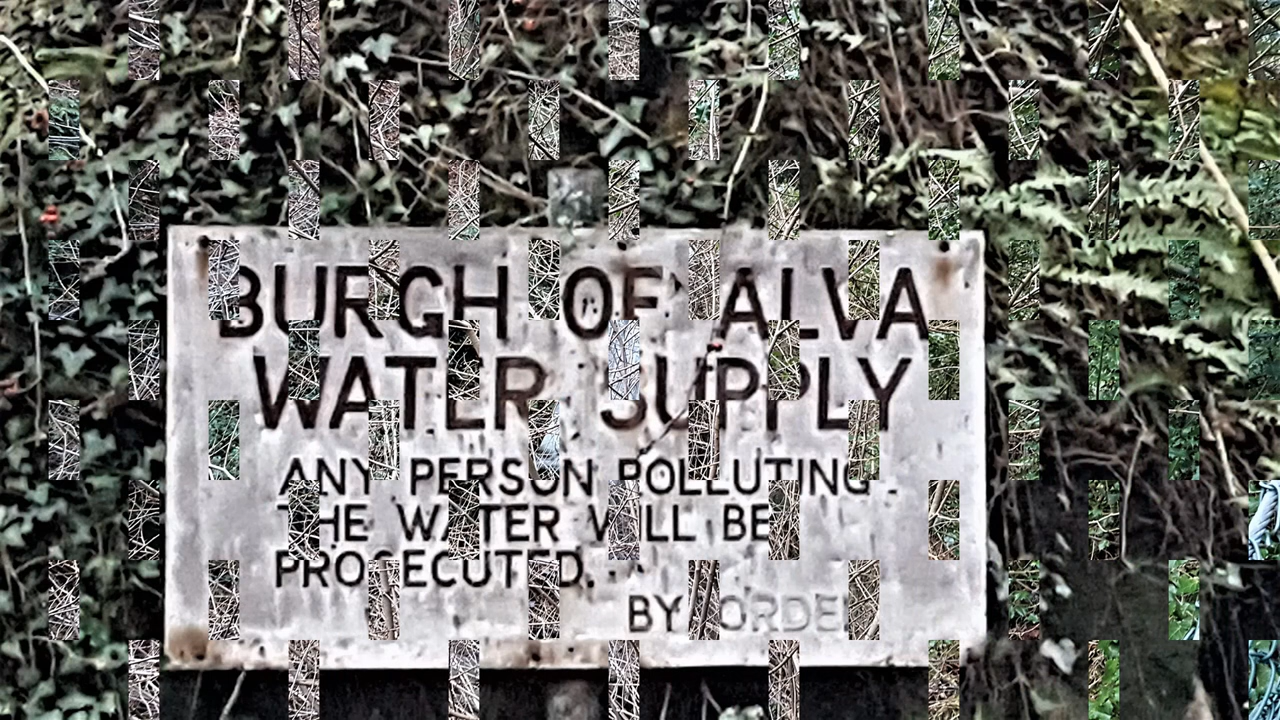 BURGH OF ALVA
WATER SUPPLY
ANY PERSON POLLUTING
THE WATER WILL BE
PROSECUTED.
BY ORDER